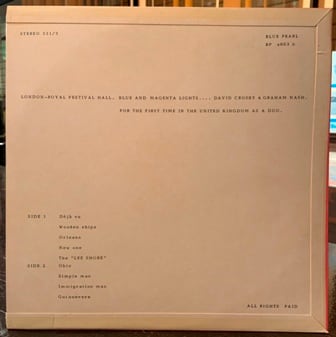 STEREO 331/3
BLUE PEARL
BP 4003 S
LONDON-ROYAL FESTIVAL HALL. BLUE AND MAGENTA LIGHTS.... DAVID CROSBY & GRAHAM NASH.
FOR THE FIRST TIME IN THE UNITED KINGDOM AS A DUO.
SIDE 1 Déjà vu
Wooden ships
Orleans
New one
The "LEE SHORE"
SIDE 2 Ohio
Simple man
Immigration man
Guinnevere
ALL RIGHTS PAID